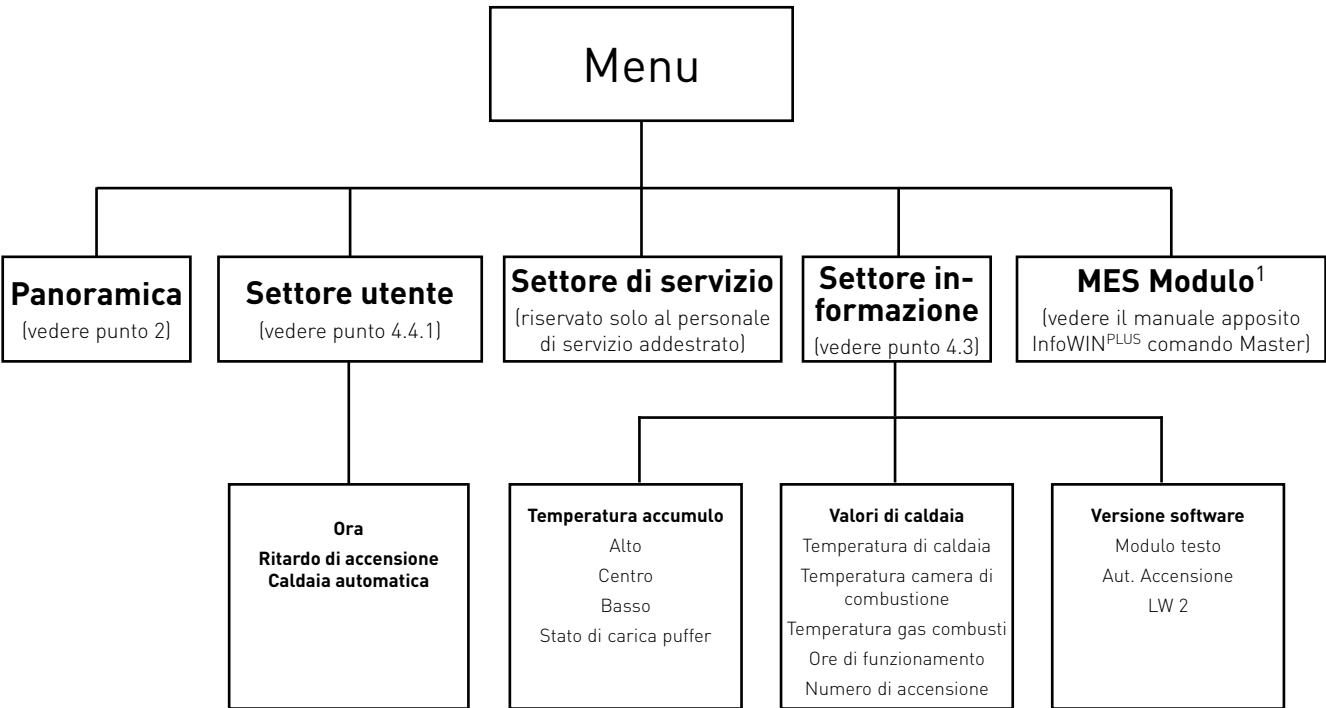 Menu
Panoramica
(vedere punto 2)
Settore utente
(vedere punto 4.4.1)
Settore di servizio
(riservato solo al personale
di servizio addestrato)
Settore in-
formazione
(vedere punto 4.3)
MES Modulo¹
(vedere il manuale apposito
InfoWINPLUS comando Master)
Ora
Ritardo di accensione
Caldaia automatica
Temperatura accumulo
Alto
Centro
Basso
Stato di carica puffer
Valori di caldaia
Temperatura di caldaia
Temperatura camera di
combustione
Temperatura gas combusti
Ore di funzionamento
Numero di accensione
Versione software
Modulo testo
Aut. Accensione
LW 2